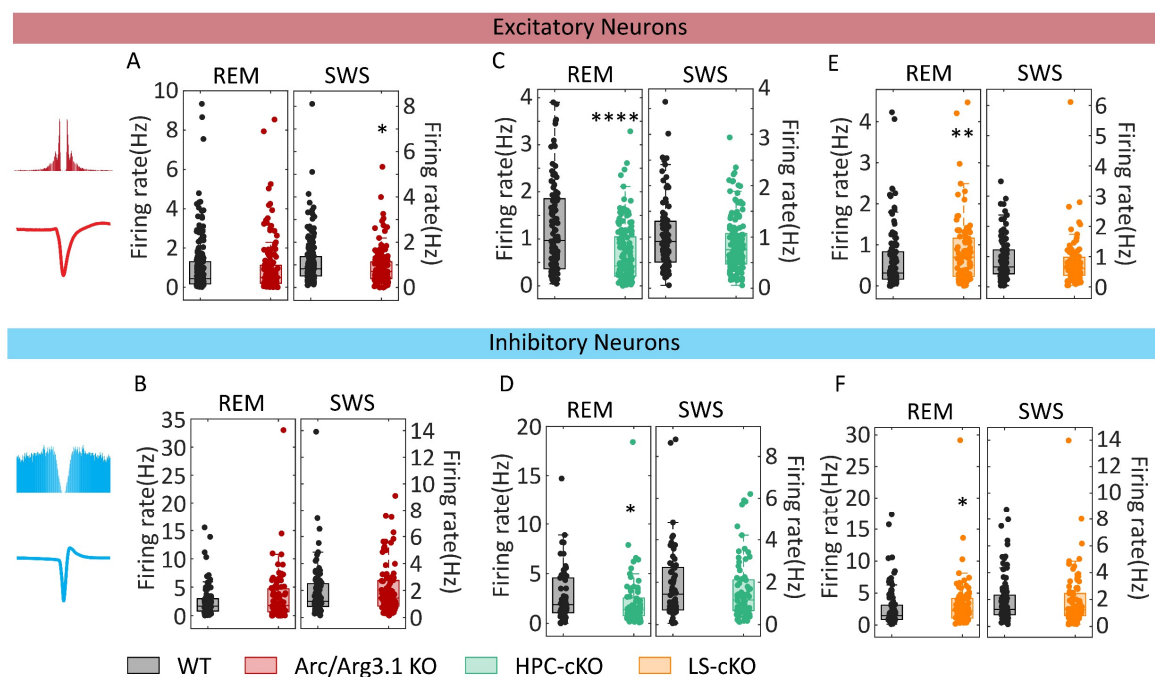 Excitatory Neurons
A
REM
SWS
Firing rate(Hz)
10
8
6
4
2
0
*
8
6
4
2
0
Firing rate(Hz)
C
REM
SWS
Firing rate(Hz)
4
3
2
1
0
****
4
3
2
1
0
Firing rate(Hz)
E
REM
SWS
Firing rate(Hz)
4
3
2
1
0
**
6
5
4
3
2
1
0
Firing rate(Hz)
Inhibitory Neurons
B
REM
SWS
Firing rate(Hz)
35
30
25
20
15
10
5
0
14
12
10
8
6
4
2
0
Firing rate(Hz)
D
REM
SWS
Firing rate(Hz)
20
15
10
5
0
*
8
6
4
2
0
Firing rate(Hz)
F
REM
SWS
Firing rate(Hz)
30
25
20
15
10
5
0
*
14
12
10
8
6
4
2
0
Firing rate(Hz)
WT
Arc/Arg3.1 KO
HPC-cKO
LS-cKO